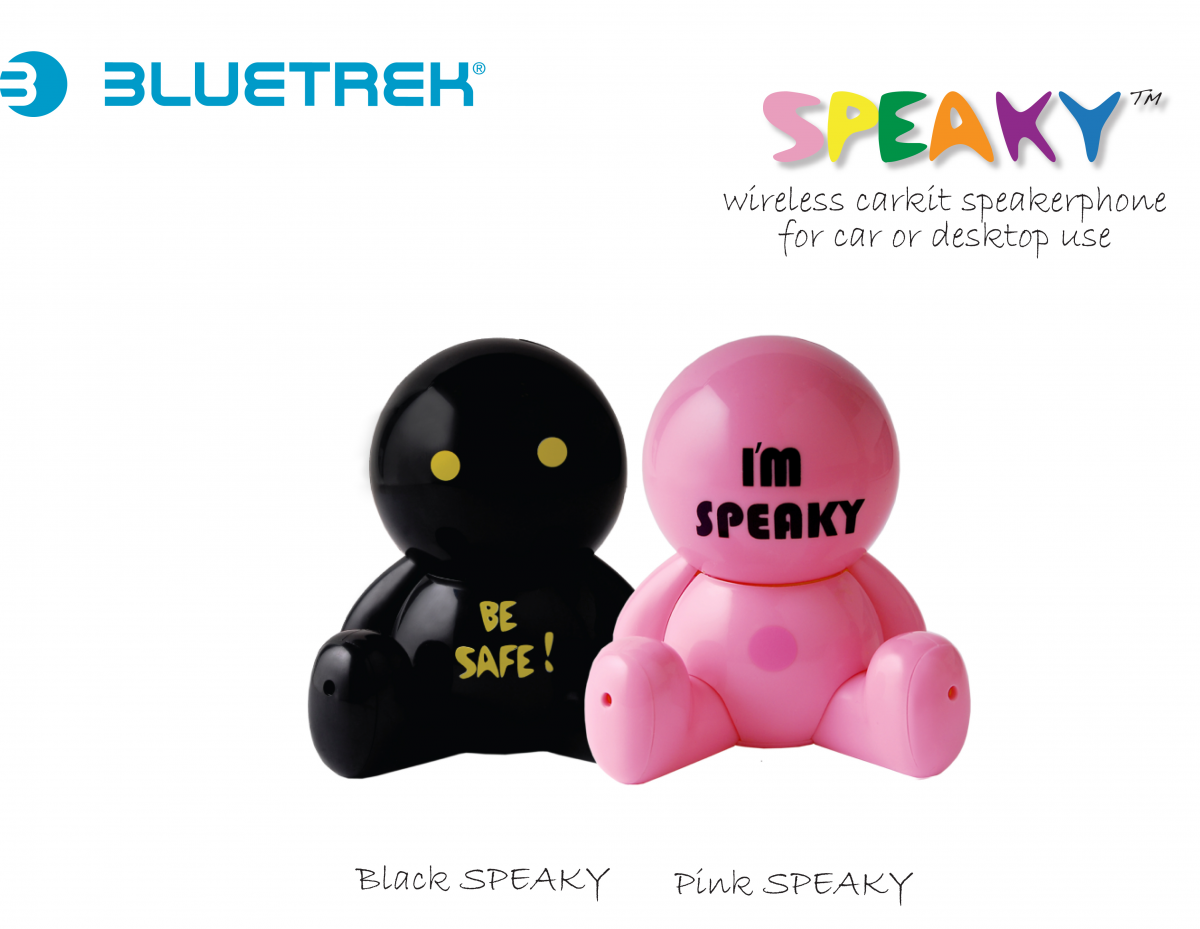 BLUETREK®
SPEAKY™
wireless carkit speakerphone
for car or desktop use
I'M
SPEAKY
BE
SAFE!
Black SPEAKY
Pink SPEAKY